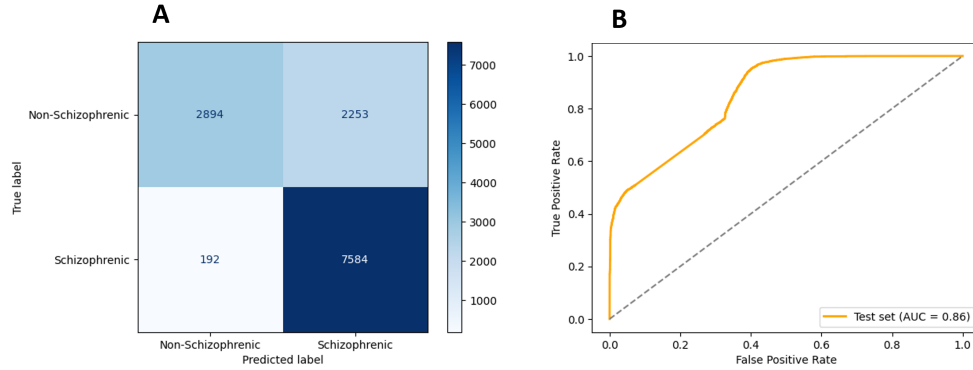 A
Non-Schizophrenic
Schizophrenic
True label
2894
2253
192
7584
Non-Schizophrenic
Schizophrenic
Predicted label
7000
6000
5000
4000
3000
2000
1000
B
1.0
0.8
0.6
0.4
0.2
0.0
True Positive Rate
Test set (AUC = 0.86)
0.0
0.2
0.4
0.6
0.8
1.0
False Positive Rate